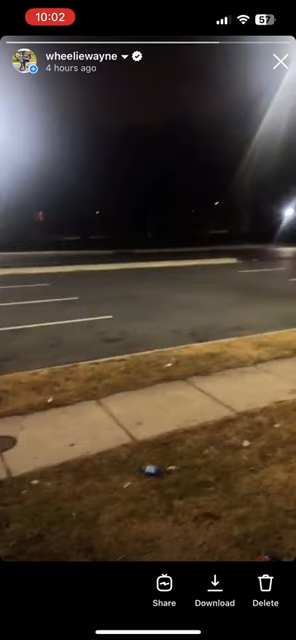 10:02
57
wheeliewayne
4 hours ago
Share
Download
Delete